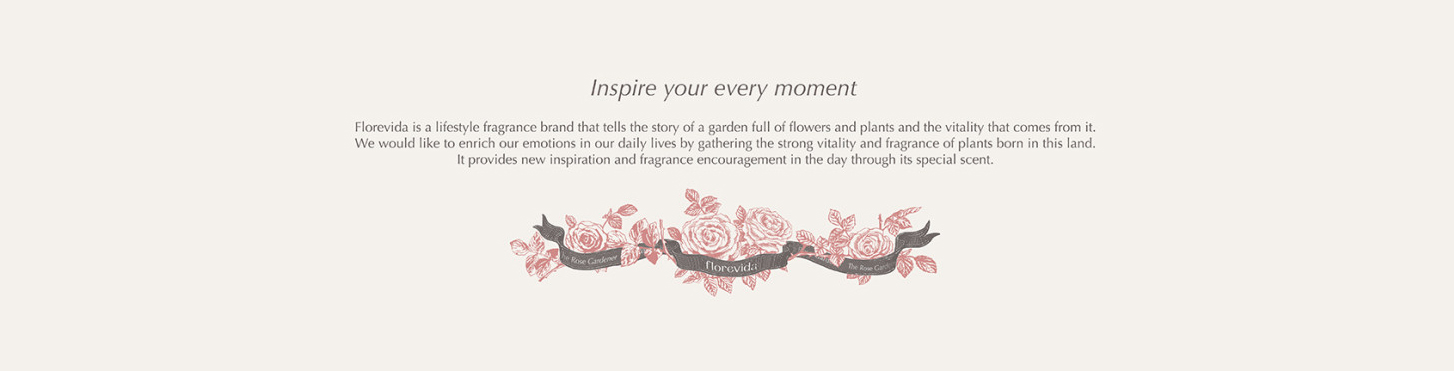 Inspire your every moment
Florevida is a lifestyle fragrance brand that tells the story of a garden full of flowers and plants and the vitality that comes from it.
We would like to enrich our emotions in our daily lives by gathering the strong vitality and fragrance of plants born in this land.
It provides new inspiration and fragrance encouragement in the day through its special scent.
The Rose Gardener
florevida
The Rose